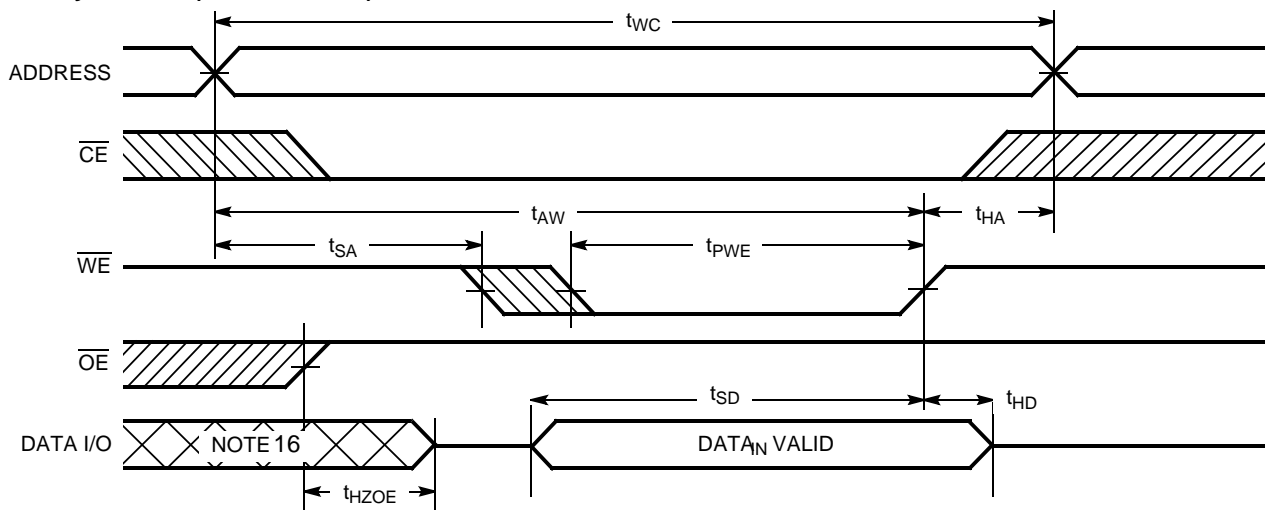 tWC
ADDRESS
CE
tAW
tHA
tSA
tPWE
WE
OE
tSD
tHD
DATA I/O
NOTE 16
DATAIN VALID
tHZOE